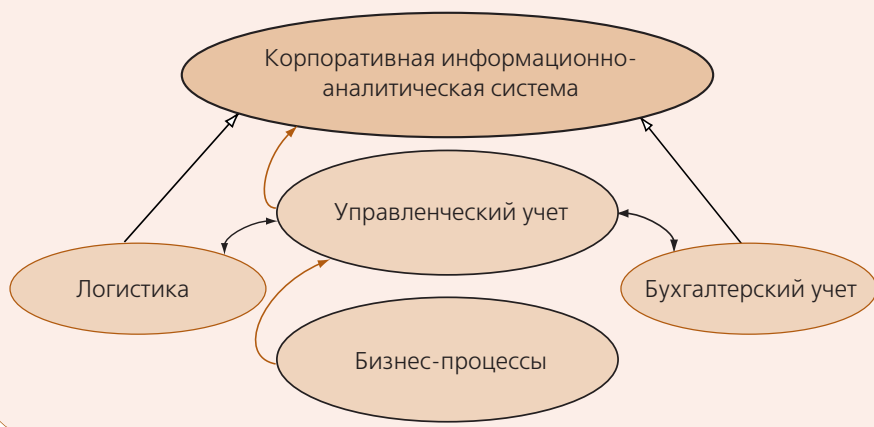 Корпоративная информационно-
аналитическая система
Управленческий учет
Логистика
Бухгалтерский учет
Бизнес-процессы